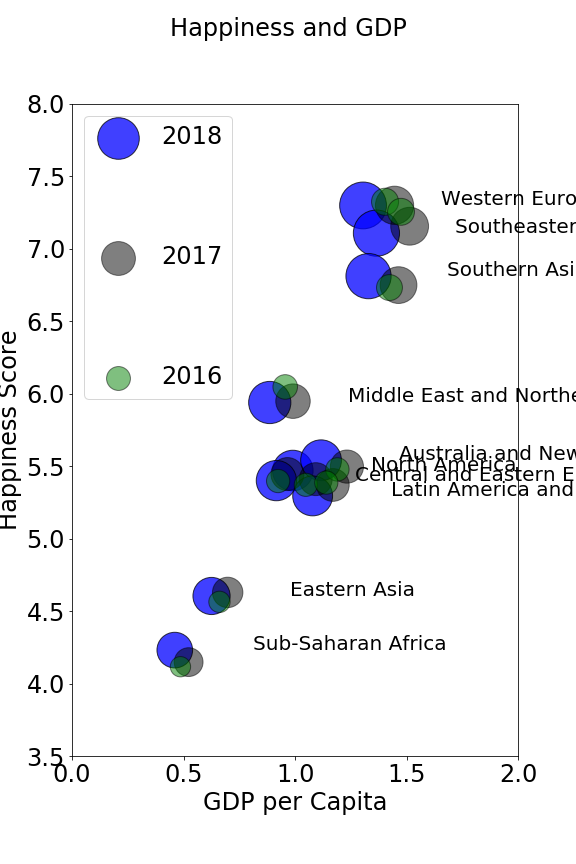 Happiness and GDP
8.0
7.5
7.0
6.5
6.0
5.5
5.0
4.5
4.0
3.5
Happiness Score
2018
2017
2016
Western Euro
Southeastern
Southern Asi
Middle East and Northe
Australia and New
North America
Central and Eastern E
Latin America and
Eastern Asia
Sub-Saharan Africa
0.0 0.5 1.0 1.5 2.0
GDP per Capita